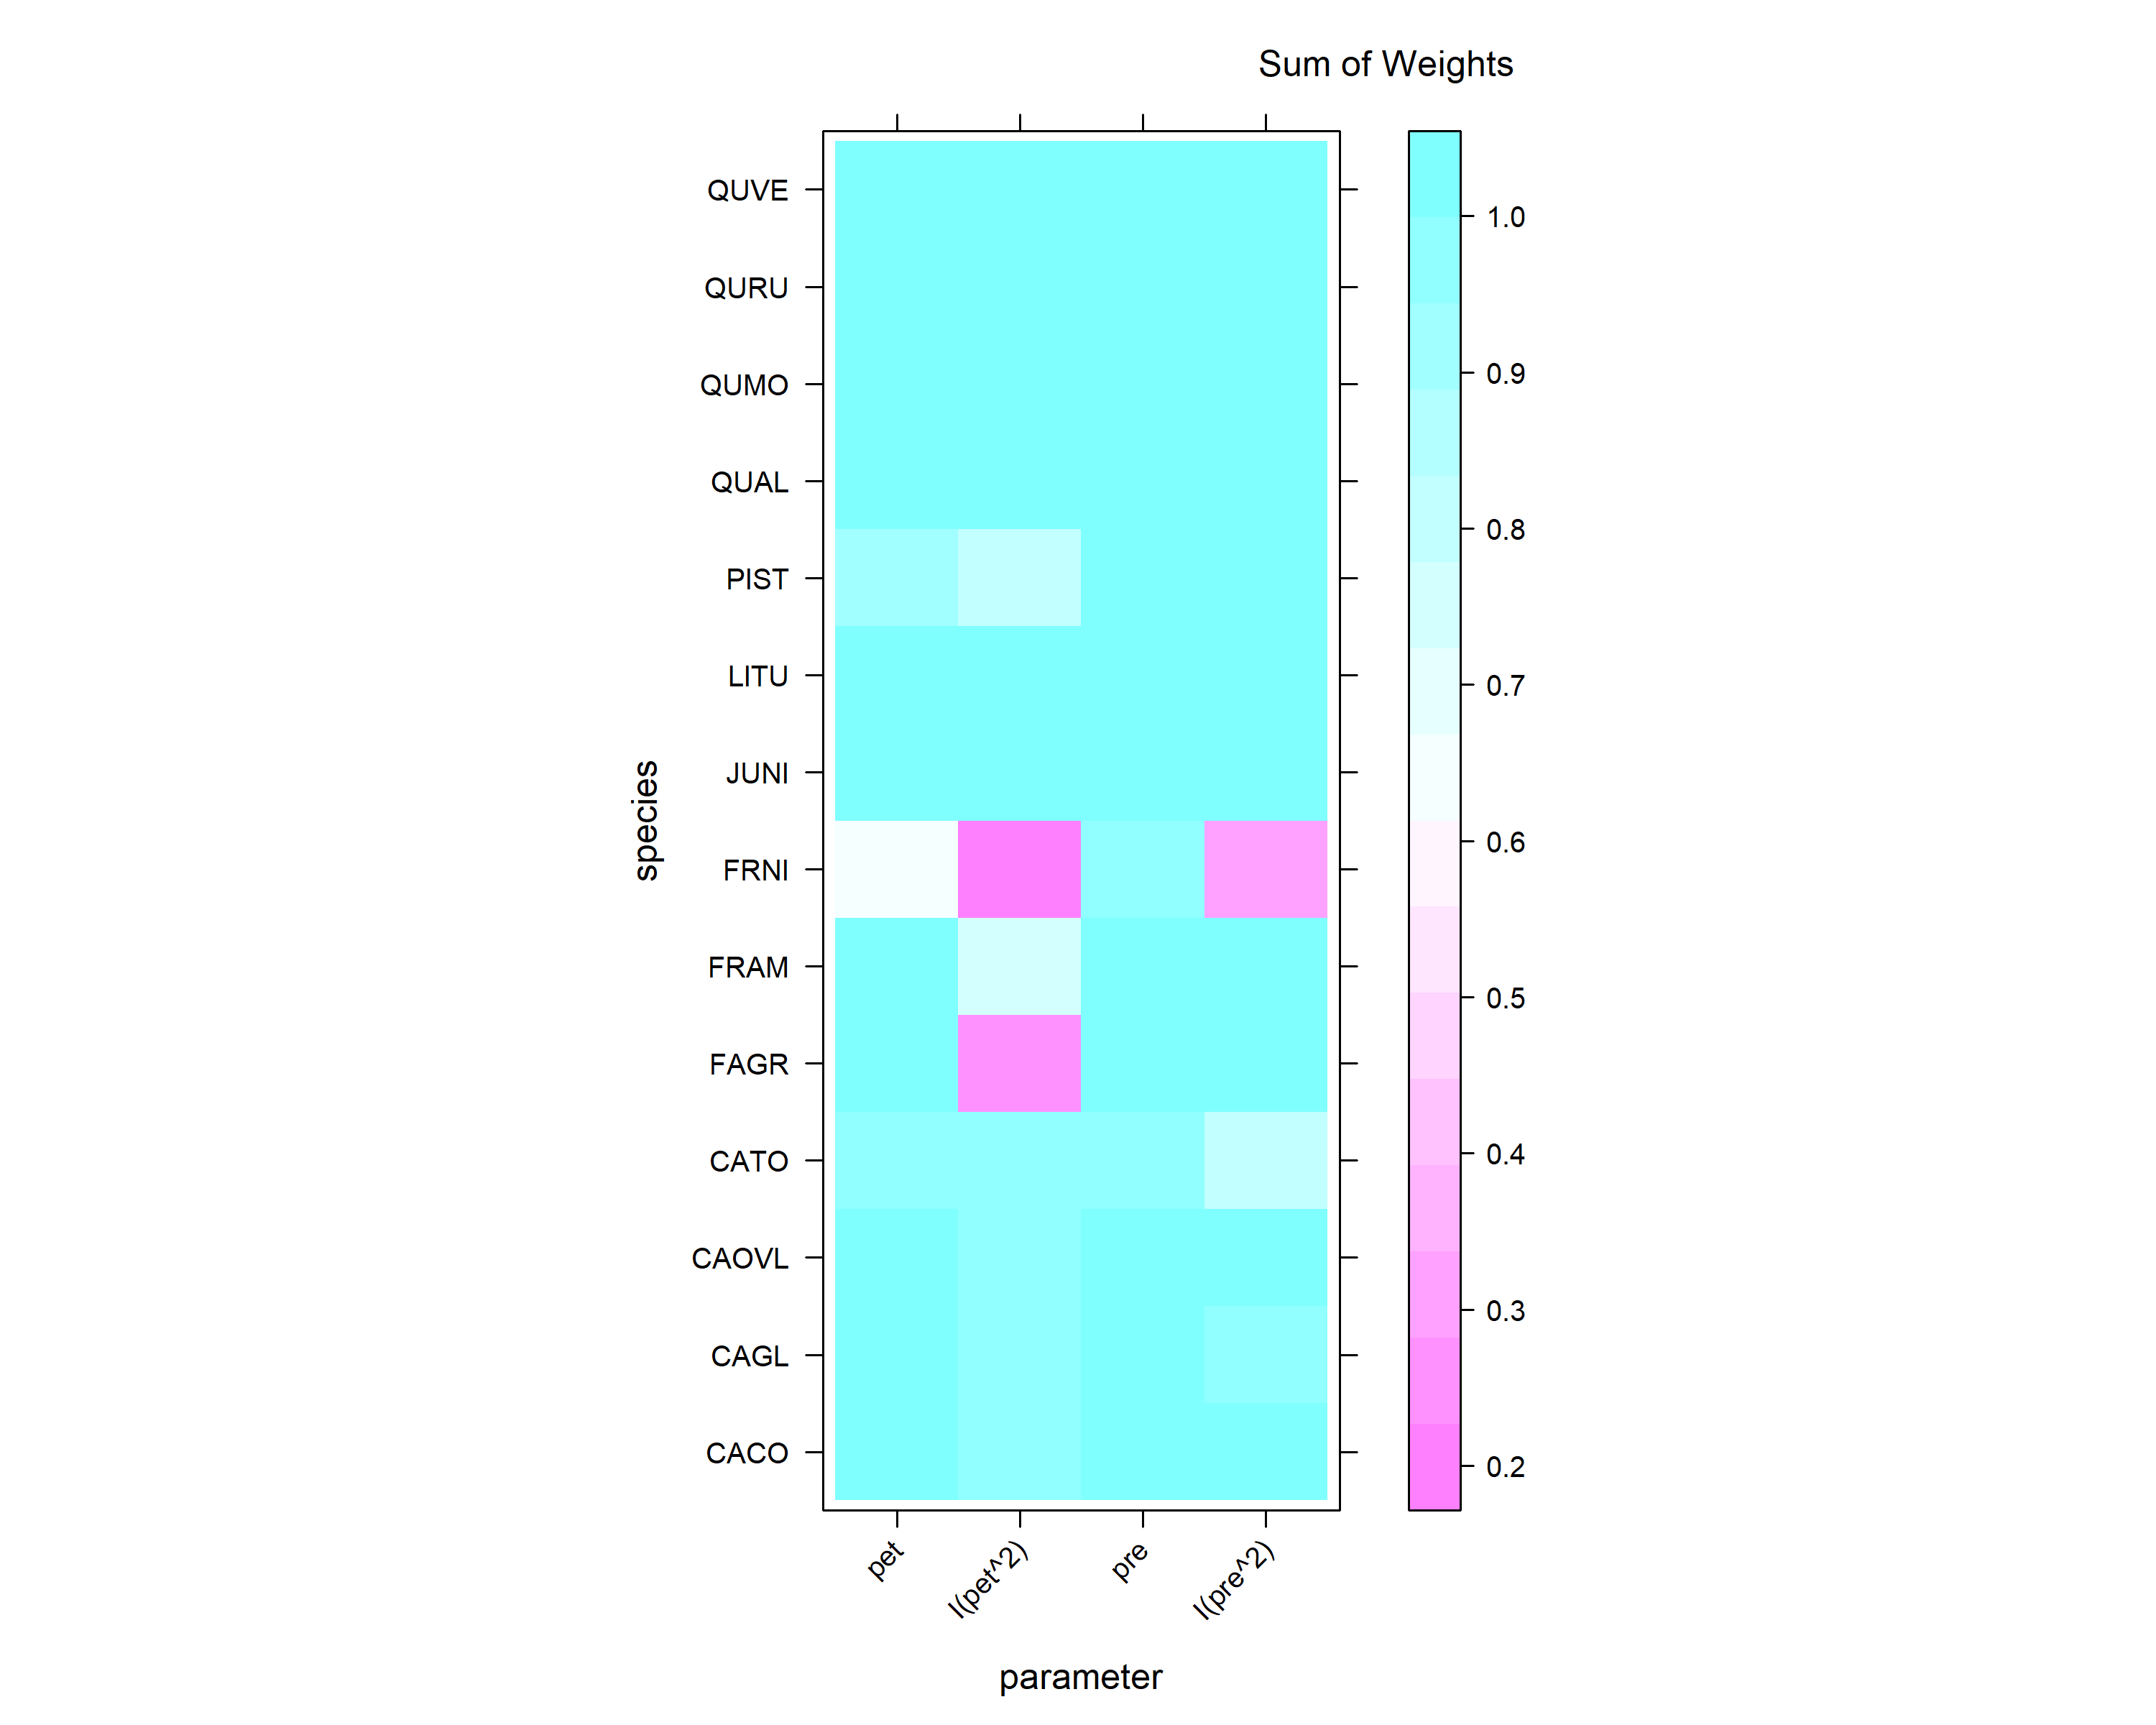 Sum of Weights
QUVE
QURU
QUMO
QUAL
PIST
LITU
JUNI
FRNI
FRAM
FAGR
CATO
CAOVL
CAGL
CACO
species
1.0
0.9
0.8
0.7
0.6
0.5
0.4
0.3
0.2
pet
I(pet^2)
pre
I(pre^2)
parameter